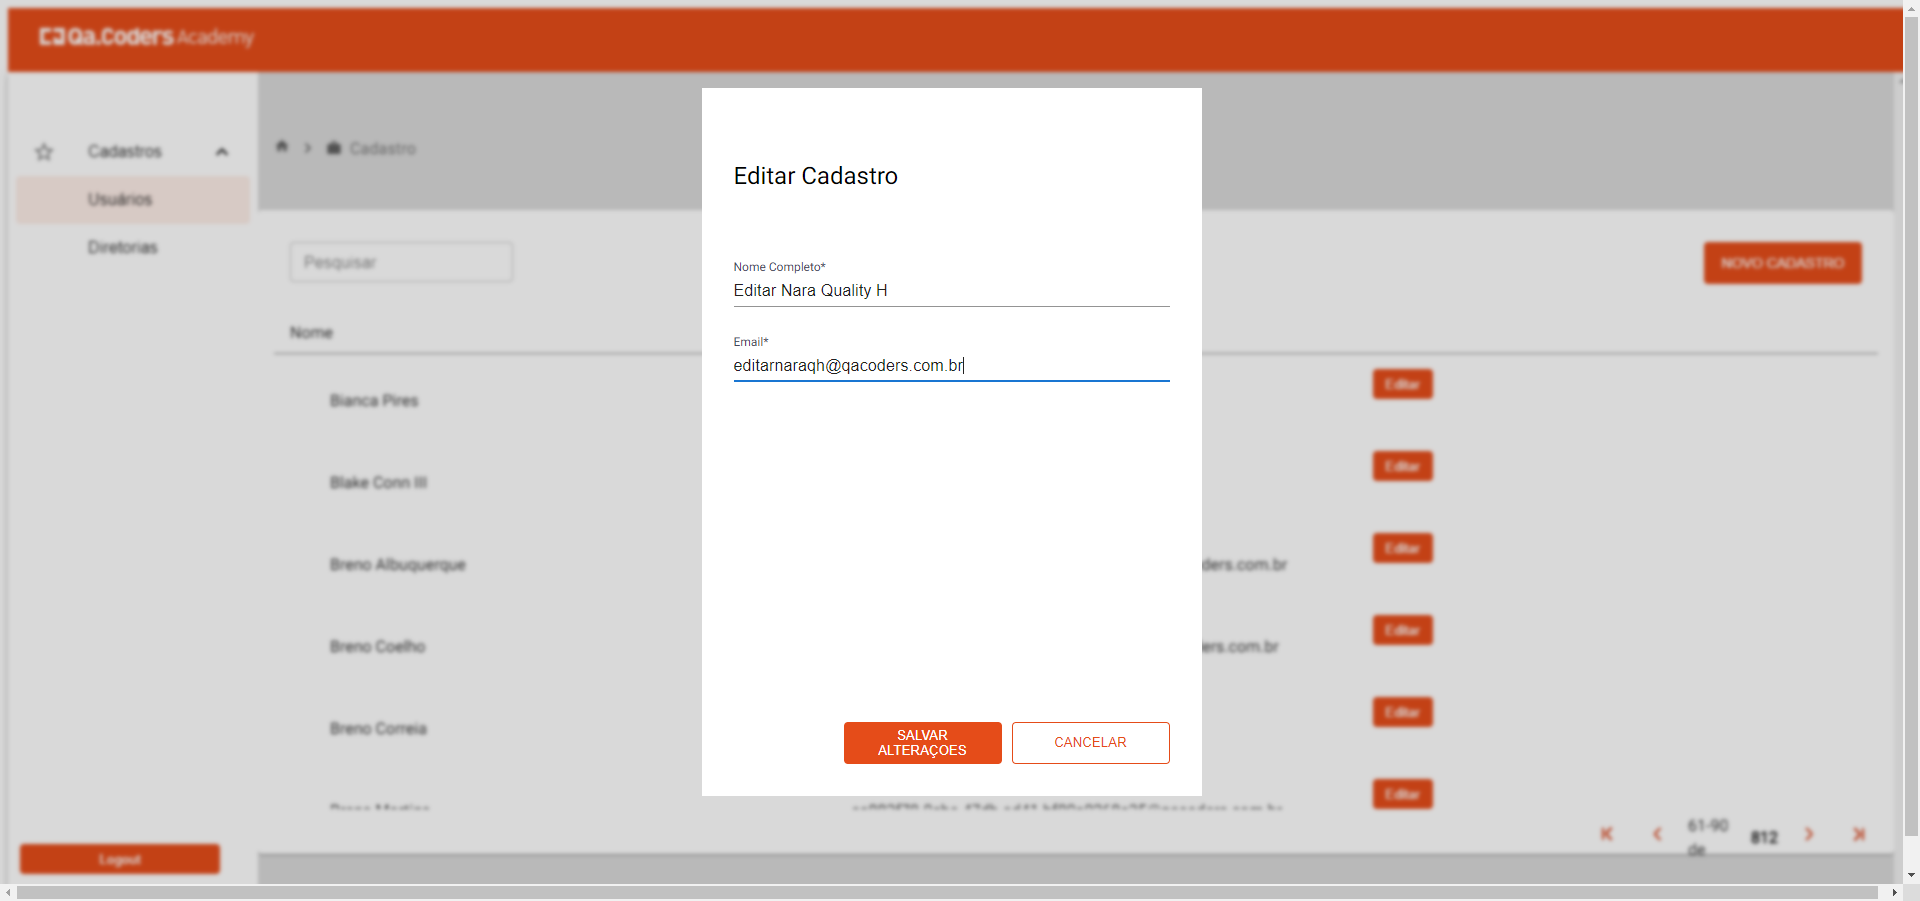 Qa.Coders Academy
Cadastros
Usuários
Diretorias
Cadastro
Pesquisar
NOVO CADASTRO
Nome
Bianca Pires
Editar
Blake Conn III
Editar
Breno Albuquerque
ders.com.br
Editar
Breno Coelho
ers.com.br
Editar
Breno Correia
Editar
Editar
61-90
de
812
Logout
Editar Cadastro
Nome Completo*
Editar Nara Quality H
Email*
editarnaraqh@qacoders.com.br
SALVAR
ALTERAÇOES
CANCELAR